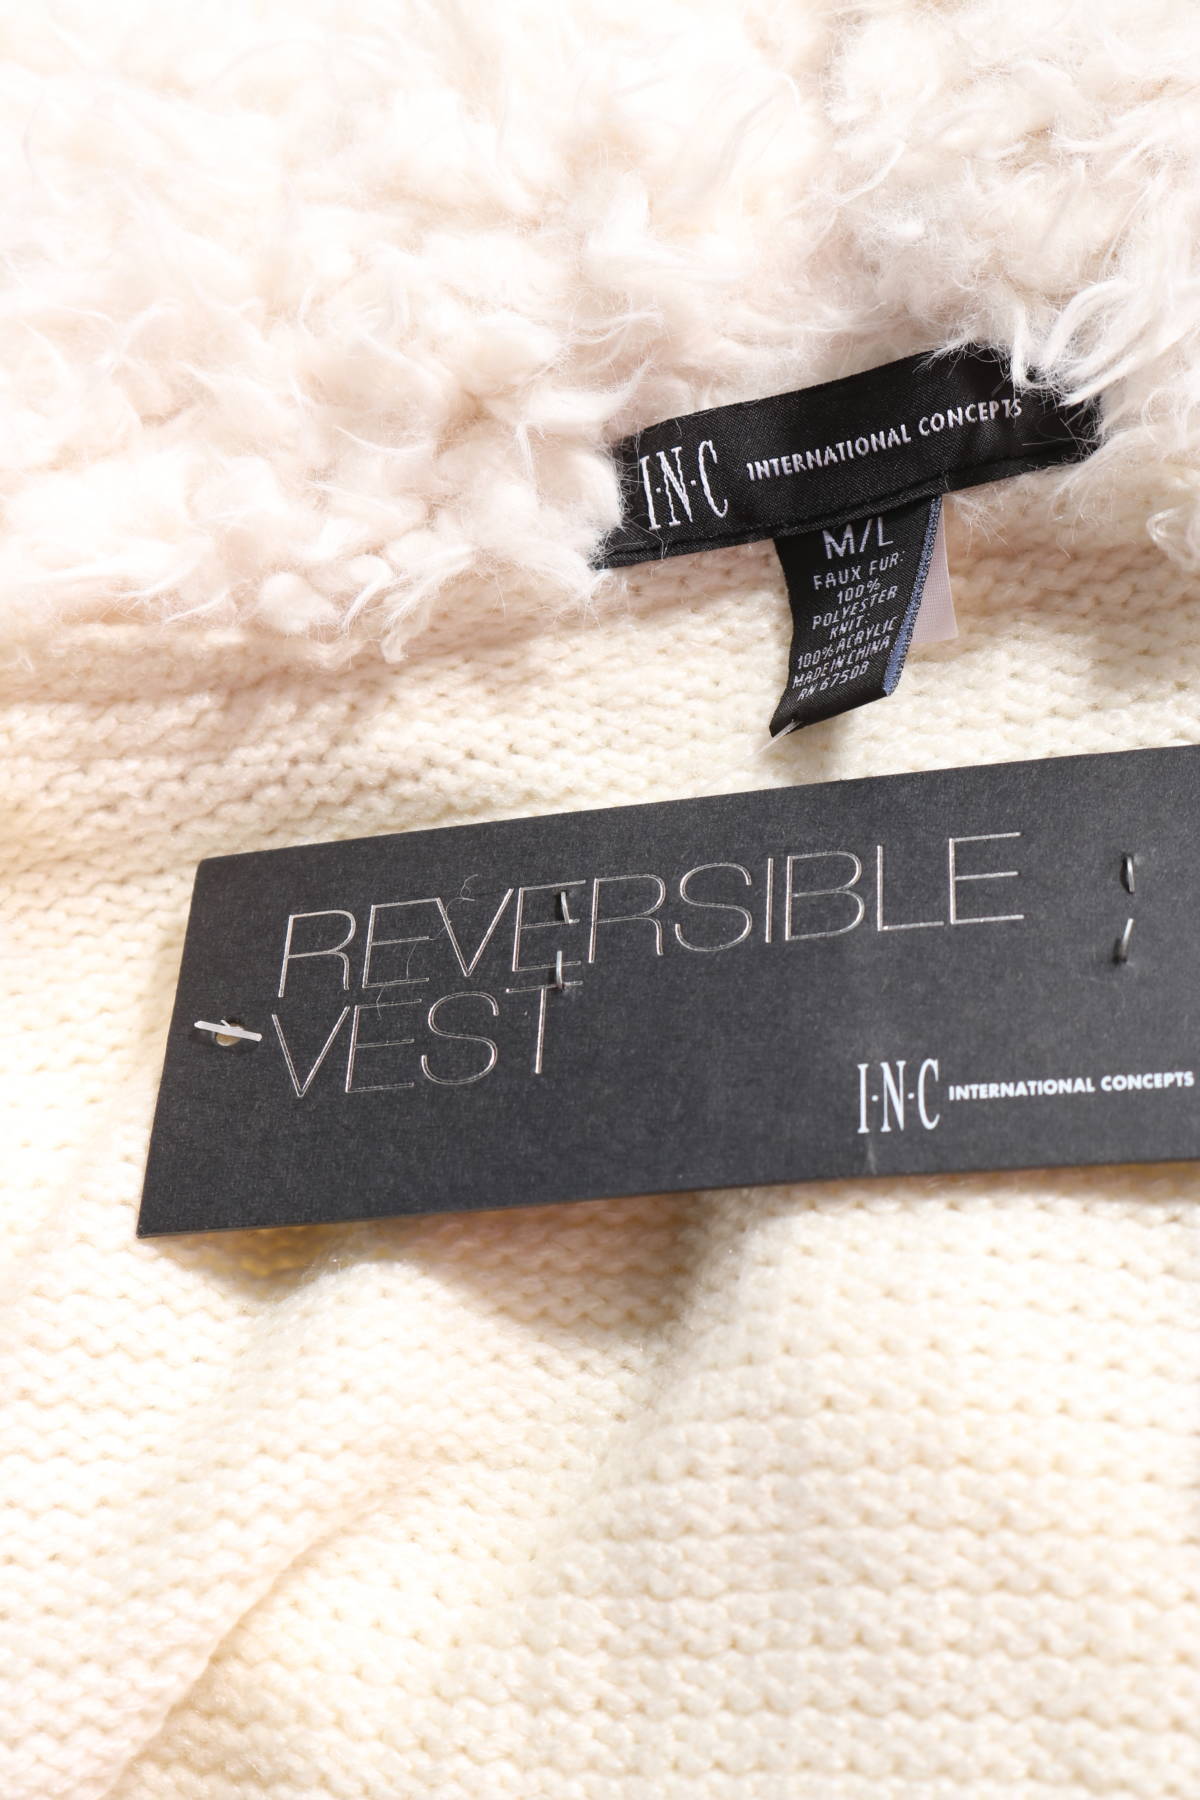 I·N·C INTERNATIONAL CONCEPTS
M/L
FAUX FUR:
100%
POLYESTER
KNIT:
100% ACRYLIC
MADE IN CHINA
RN 67508
REVERSIBLE
VEST
I·N·C INTERNATIONAL CONCEPTS